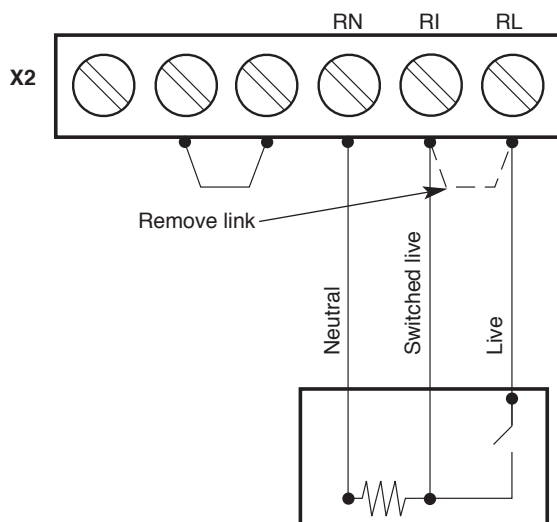 RN RI RL
X2
Remove link
Neutral
Switched live
Live